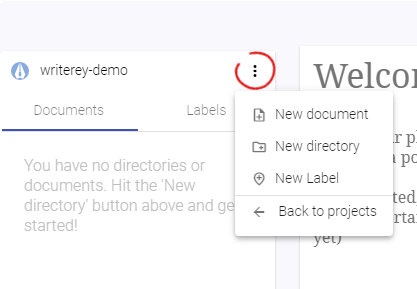 writerey-demo
Documents
Labels
You have no directories or
documents. Hit the 'New
directory' button above and ge
started!
New document
New directory
New Label
Back to projects
Welcon
yet)